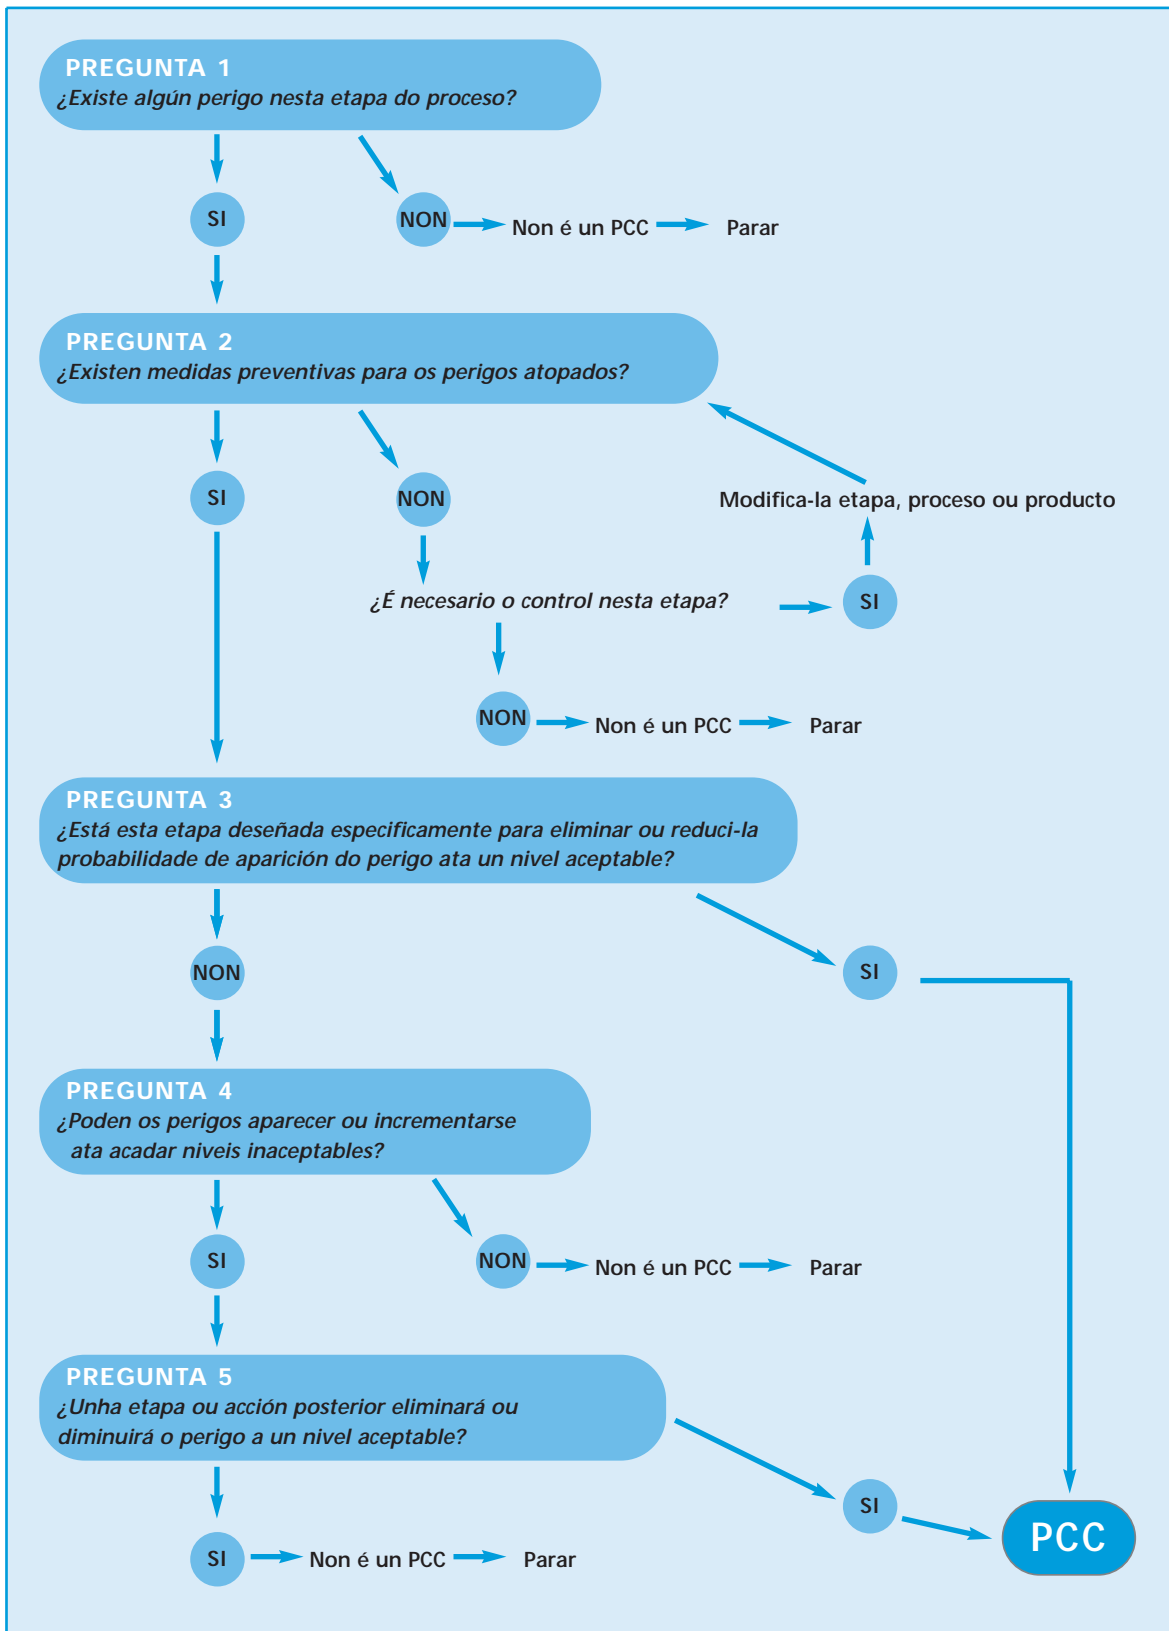 PREGUNTA 1
¿Existe algún perigo nesta etapa do proceso?
SI
NON
Non é un PCC
Parar
PREGUNTA 2
¿Existen medidas preventivas para os perigos atopados?
SI
NON
Modifica-la etapa, proceso ou producto
¿É necesario o control nesta etapa?
SI
NON
Non é un PCC
Parar
PREGUNTA 3
¿Está esta etapa deseñada especificamente para eliminar ou reduci-la
probabilidade de aparición do perigo ata un nivel aceptable?
NON
SI
PREGUNTA 4
¿Poden os perigos aparecer ou incrementarse
ata acadar niveis inaceptables?
SI
NON
Non é un PCC
Parar
PREGUNTA 5
¿Unha etapa ou acción posterior eliminará ou
diminuirá o perigo a un nivel aceptable?
SI
PCC
SI
Non é un PCC
Parar